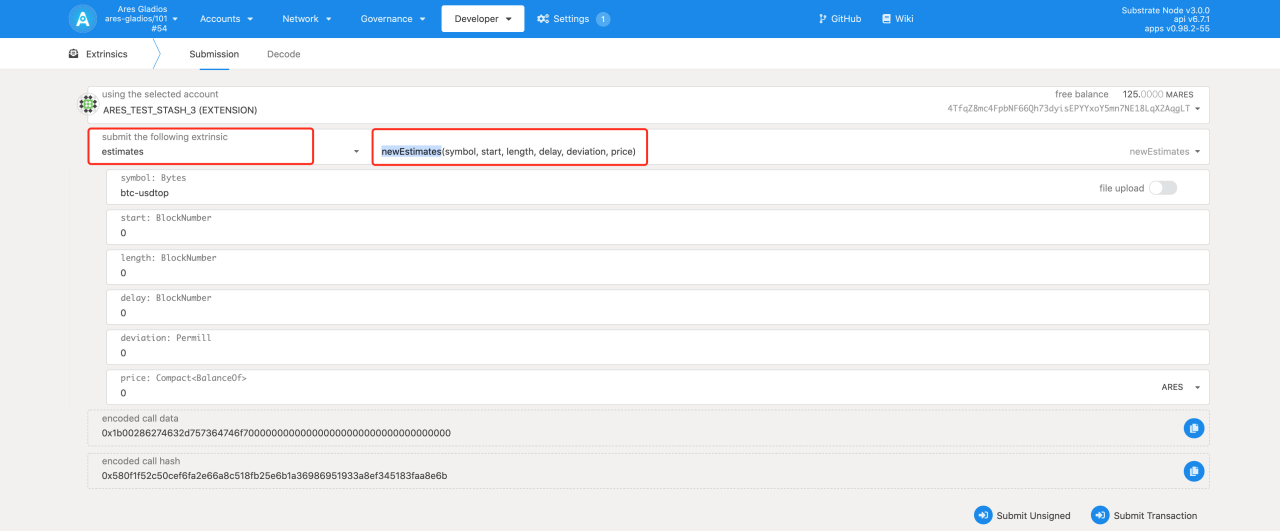 Ares Gladios
ares-gladios/101
#54
Accounts
Network
Governance
Developer
Settings 1
GitHub
Wiki
Substrate Node v3.0.0
api v6.7.1
apps v0.98.2-55
Extrinsics
Submission
Decode
using the selected account
ARES_TEST_STASH_3 (EXTENSION)
free balance 125.0000 MARES
4TfqZ8mc4FpbNF66Qh73dyisEPYYxoY5mn7NE18LqXZAqgLT
submit the following extrinsic
estimates
newEstimates(symbol, start, length, delay, deviation, price)
newEstimates
symbol: Bytes
btc-usdtop
file upload
start: BlockNumber
0
length: BlockNumber
0
delay: BlockNumber
0
deviation: Permill
0
price: Compact<BalanceOf>
0
ARES
encoded call data
0x1b00286274632d757364746f7000000000000000000000000000000000000000
encoded call hash
0x580f1f52c50cef6fa2e66a8c518fb25e6b1a36986951933a8ef345183faa8e6b
Submit Unsigned
Submit Transaction